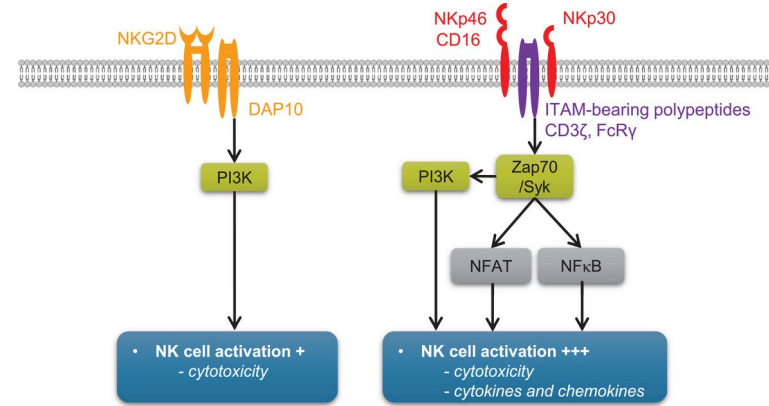 NKG2D
DAP10
PI3K
• NK cell activation +
- cytotoxicity
NKp46
CD16
NKp30
ITAM-bearing polypeptides
CD3ζ, FcRγ
Zap70
/Syk
PI3K
NFAT
NFκB
• NK cell activation +++
- cytotoxicity
- cytokines and chemokines